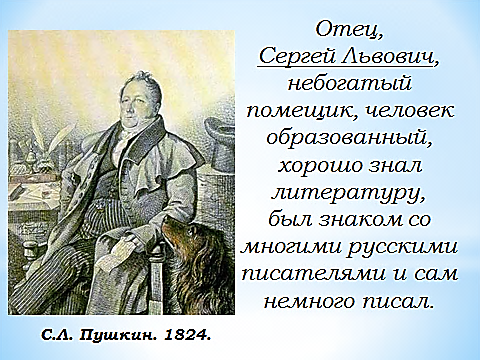 Отец,
Сергей Львович,
небогатый
помещик, человек
образованный,
хорошо знал
литературу,
был знаком со
многими русскими
писателями и сам
немного писал.
С.Л. Пушкин. 1824.